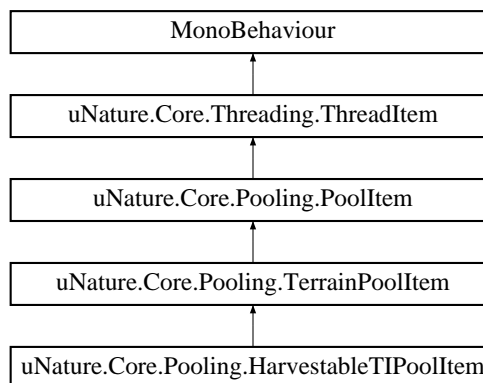 MonoBehaviour
uNature.Core.Threading.ThreadItem
uNature.Core.Pooling.PoolItem
uNature.Core.Pooling.TerrainPoolItem
uNature.Core.Pooling.HarvestableTIPoolItem